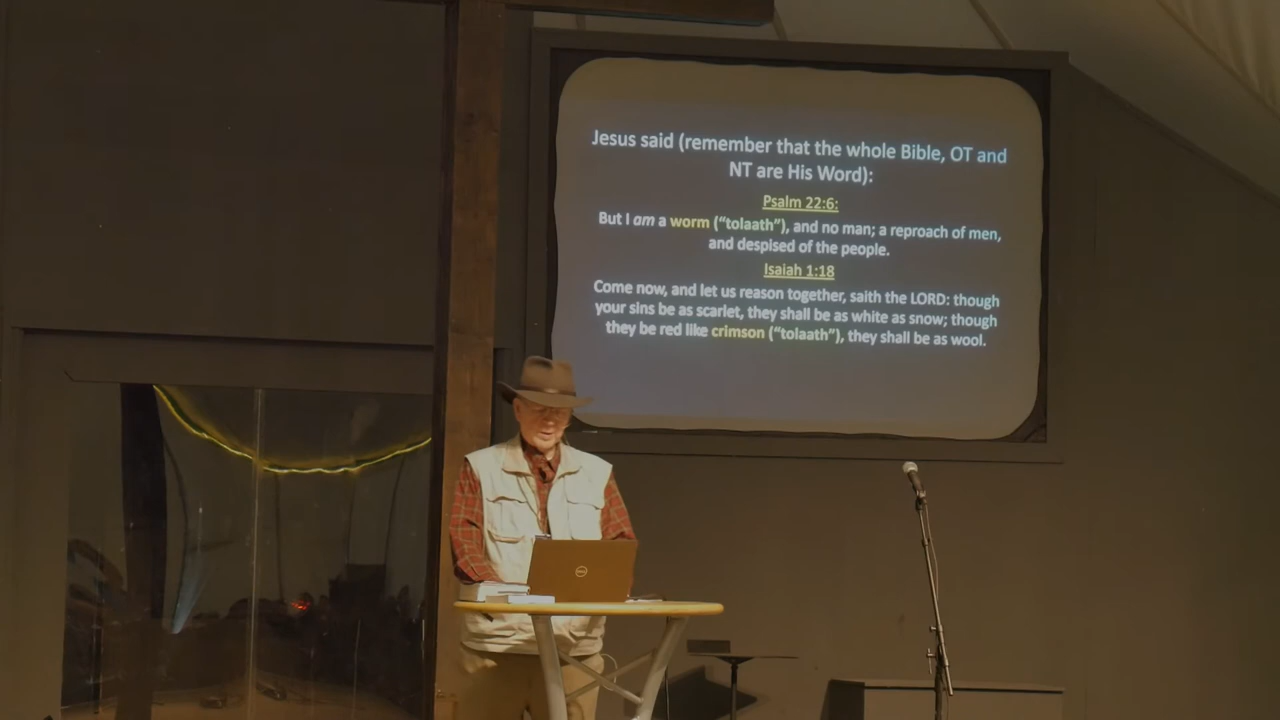 Jesus said (remember that the whole Bible, OT and
NT are His Word):
Psalm 22:6:
But I am a worm ("tolaath"), and no man; a reproach of men,
and despised of the people.
Isaiah 1:18
Come now, and let us reason together, saith the LORD: though
your sins be as scarlet, they shall be as white as snow; though
they be red like crimson ("tolaath"), they shall be as wool.
DELL